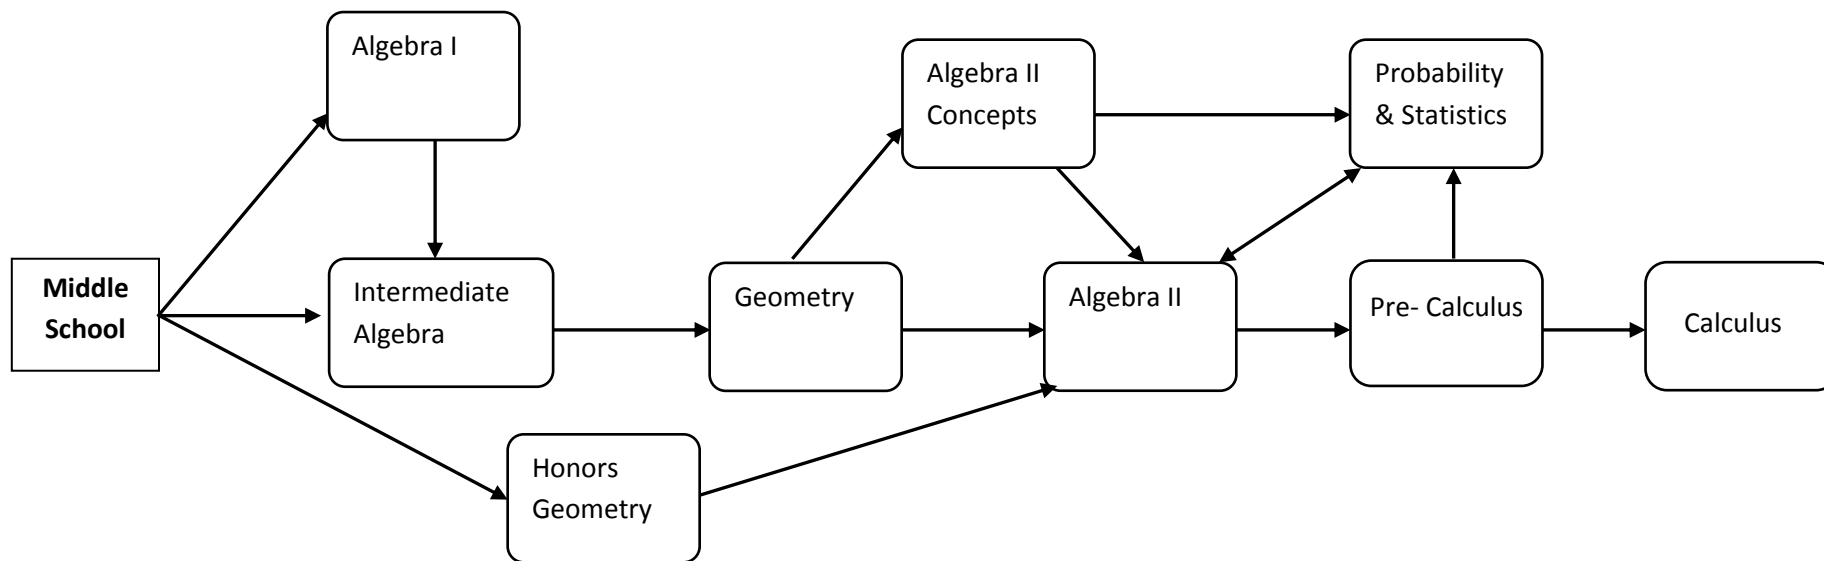 Algebra I
Algebra II
Concepts
Probability
& Statistics
Middle
School
Intermediate
Algebra
Geometry
Algebra II
Pre- Calculus
Calculus
Honors
Geometry